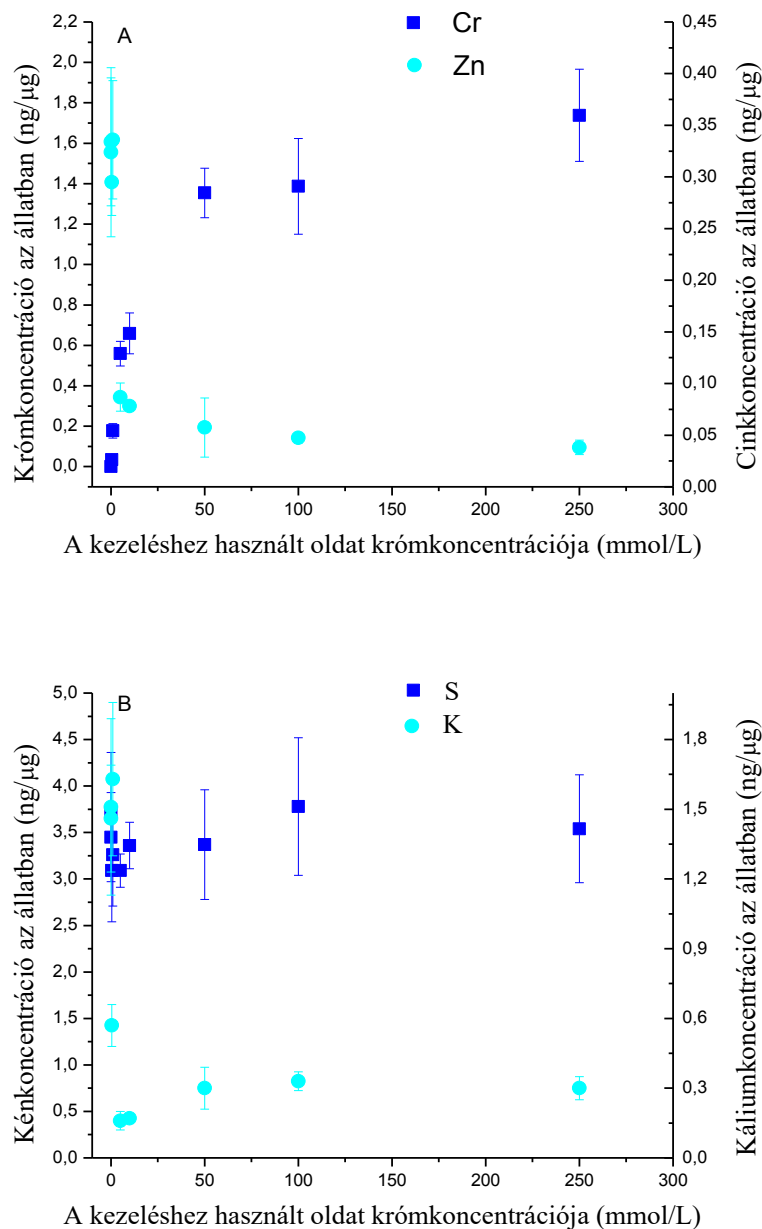 A
Cr
Zn
Krómkoncentráció az állatban (ng/μg)
2,2
2,0
1,8
1,6
1,4
1,2
1,0
0,8
0,6
0,4
0,2
0,0
0,45
0,40
0,35
0,30
0,25
0,20
0,15
0,10
0,05
0,00
Cinkkoncentráció az állatban (ng/μg)
0 50 100 150 200 250 300
A kezeléshez használt oldat krómkoncentrációja (mmol/L)
B
S
K
Kénkoncentráció az állatban (ng/μg)
5,0
4,5
4,0
3,5
3,0
2,5
2,0
1,5
1,0
0,5
0,0
1,8
1,5
1,2
0,9
0,6
0,3
0,0
Káliumkoncentráció az állatban (ng/μg)
0 50 100 150 200 250 300
A kezeléshez használt oldat krómkoncentrációja (mmol/L)